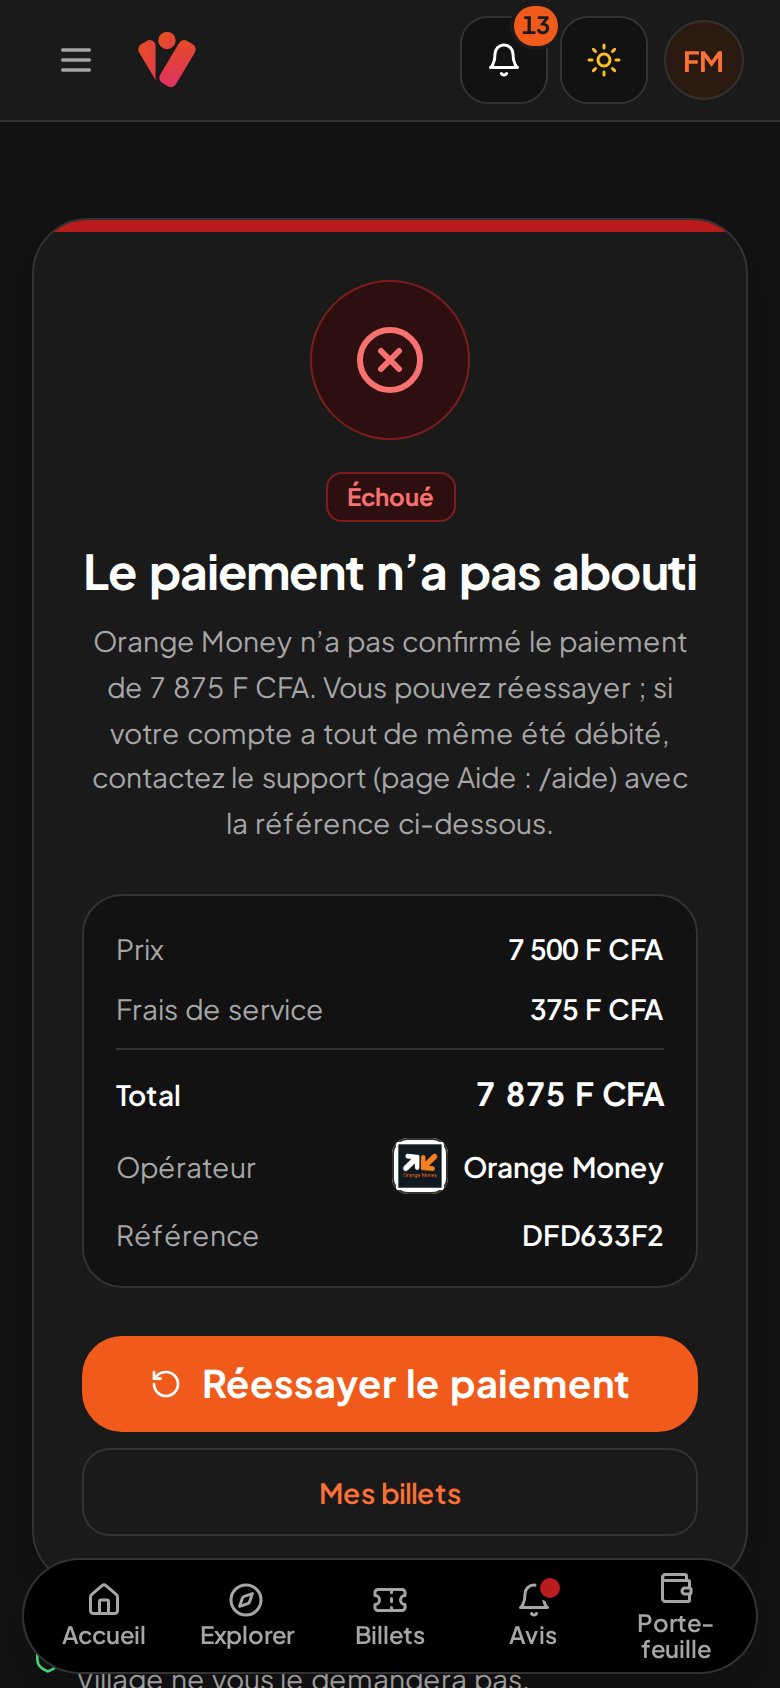 13
FM
Échoué
Le paiement n’a pas abouti
Orange Money n’a pas confirmé le paiement
de 7 875 F CFA. Vous pouvez réessayer ; si
votre compte a tout de même été débité,
contactez le support (page Aide : /aide) avec
la référence ci-dessous.
Prix 7 500 F CFA
Frais de service 375 F CFA
Total 7 875 F CFA
Opérateur Orange Money Orange Money
Référence DFD633F2
Réessayer le paiement
Mes billets
Accueil Explorer Billets Avis Porte-
feuille
Village ne vous le demandera pas.